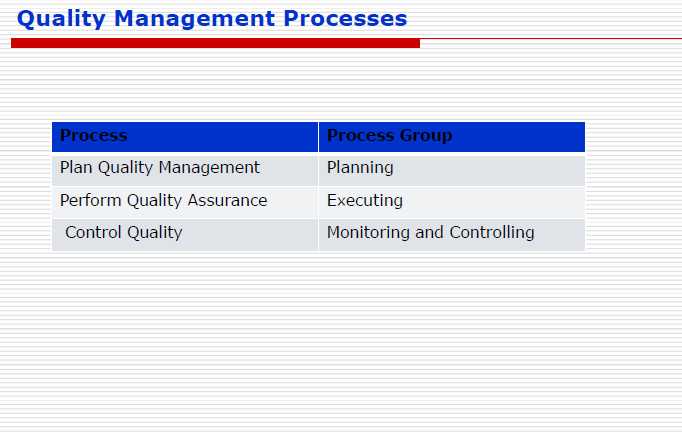 Quality Management Processes
Process Process Group
Plan Quality Management Planning
Perform Quality Assurance Executing
Control Quality Monitoring and Controlling